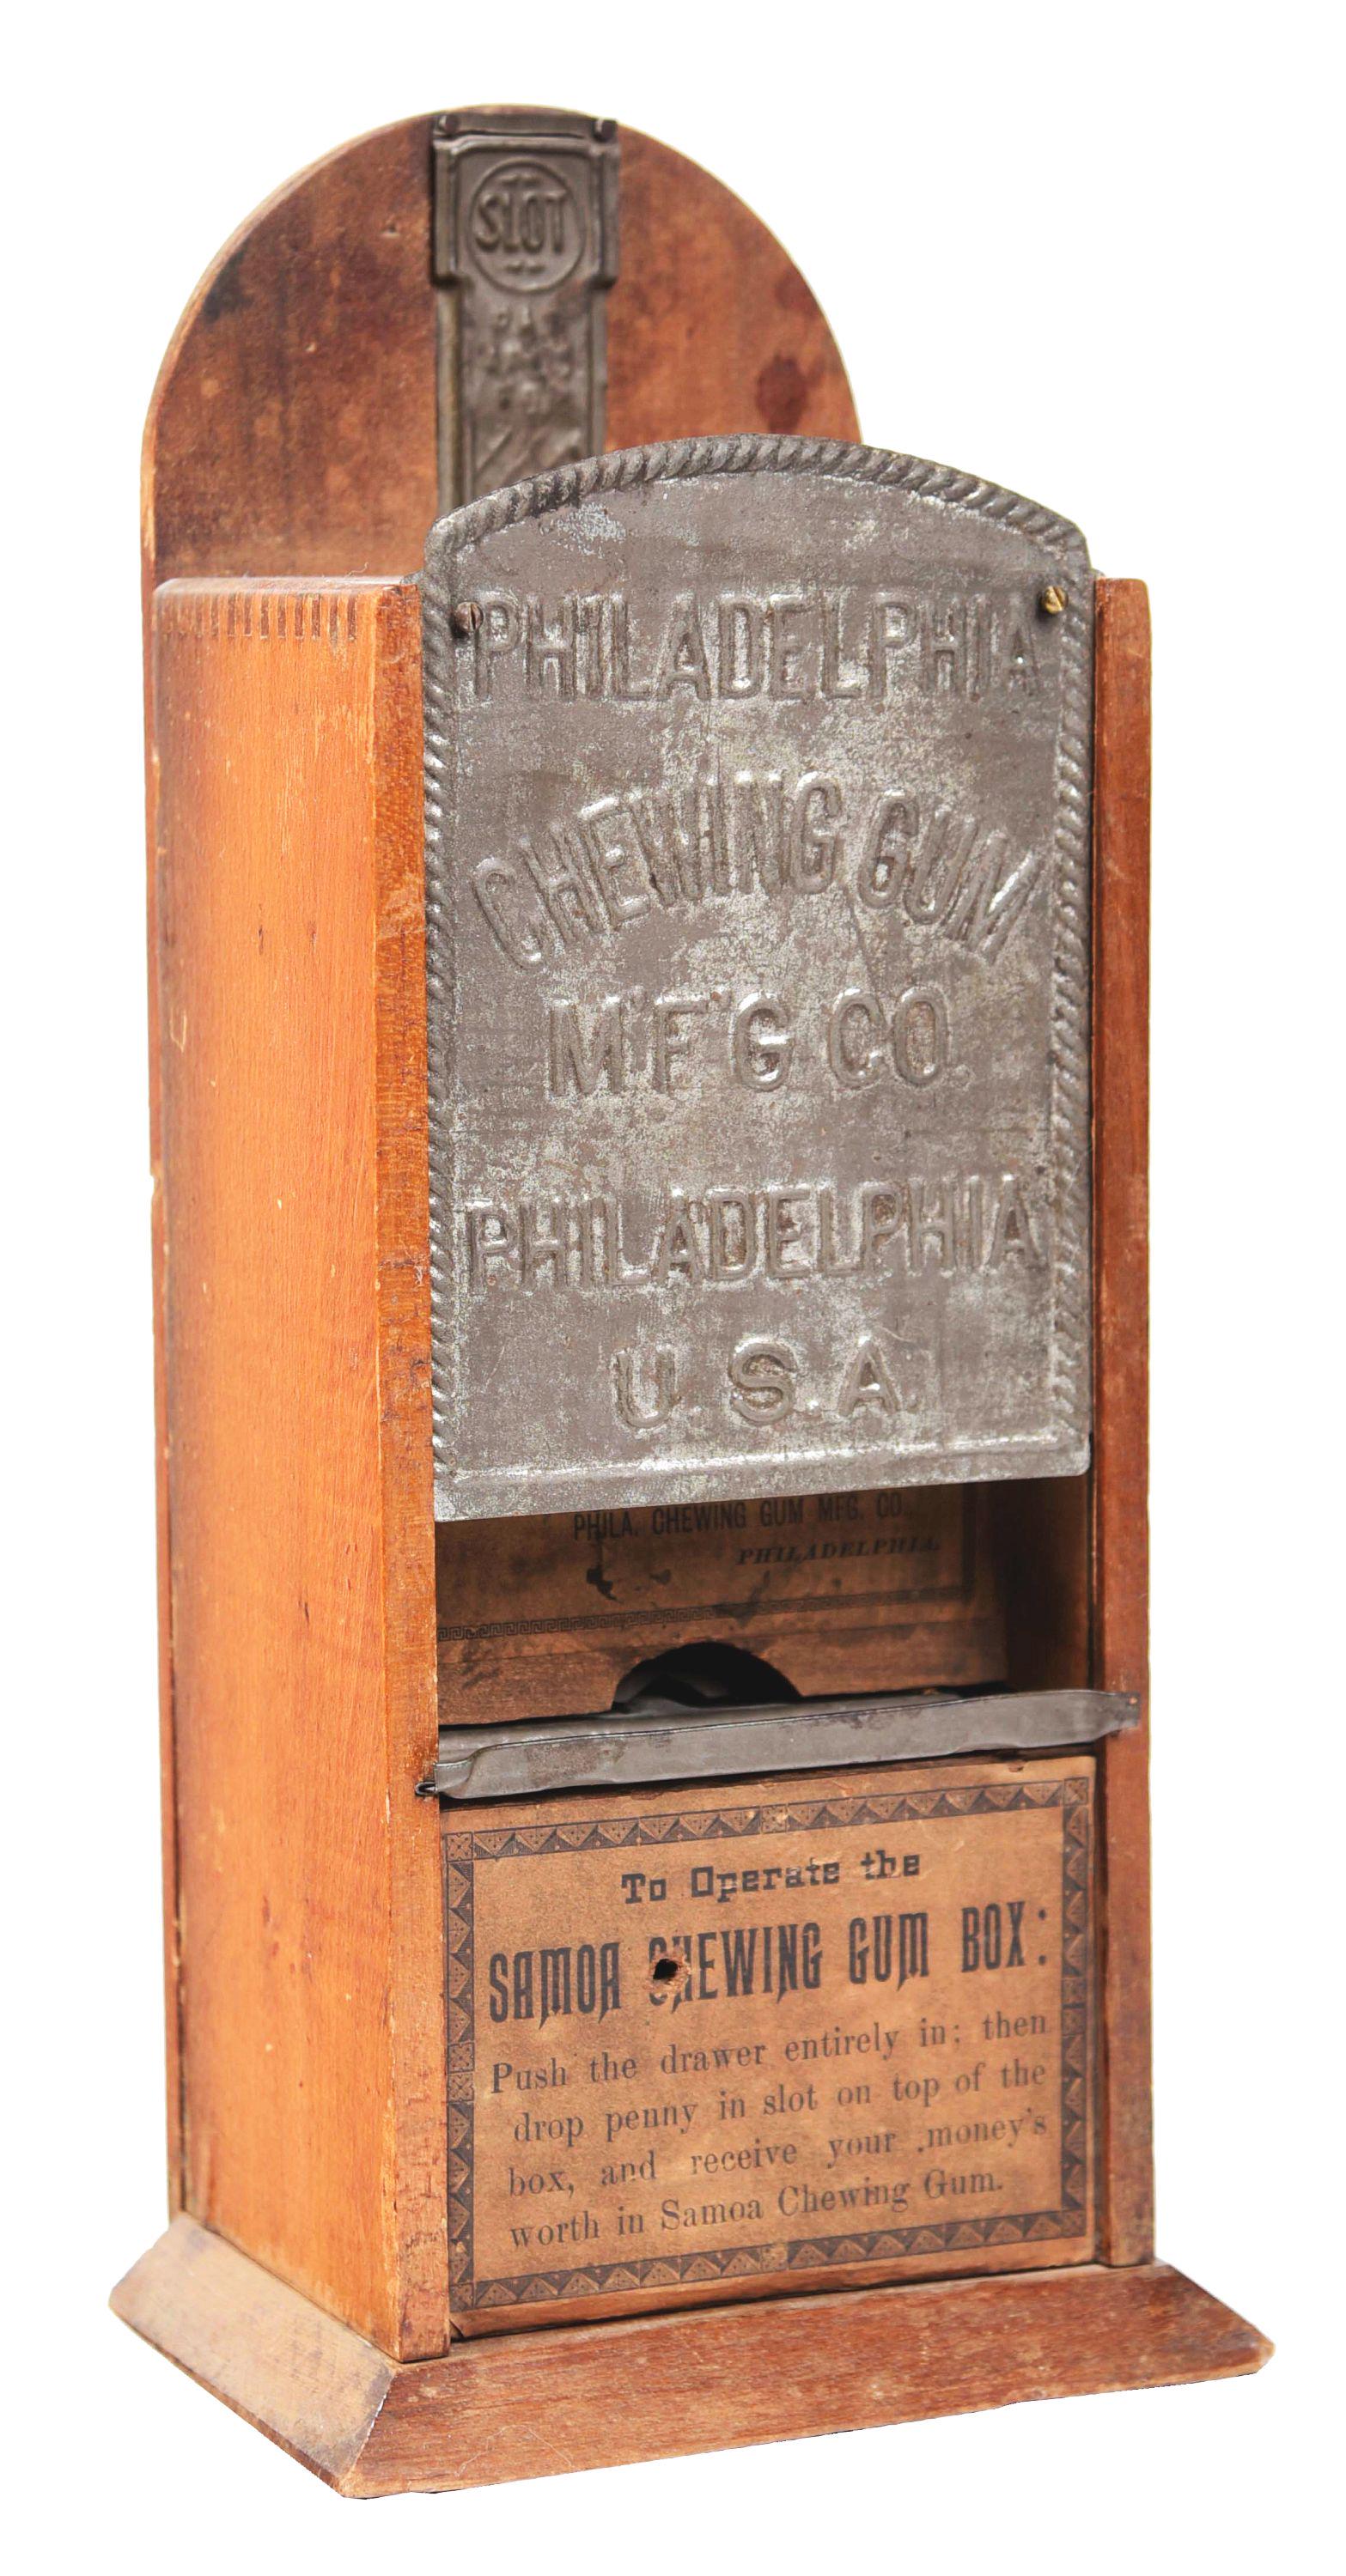 SLOT
PAT
PHILADELPHIA
CHEWING GUM
M'F'G CO.
PHILADELPHIA
U.S.A.
PHILA. CHEWING GUM MFG. CO.,
PHILADELPHIA.
To Operate the
SAMOA CHEWING GUM BOX:
Push the drawer entirely in; then
drop penny in slot on top of the
box, and receive your money's
worth in Samoa Chewing Gum.